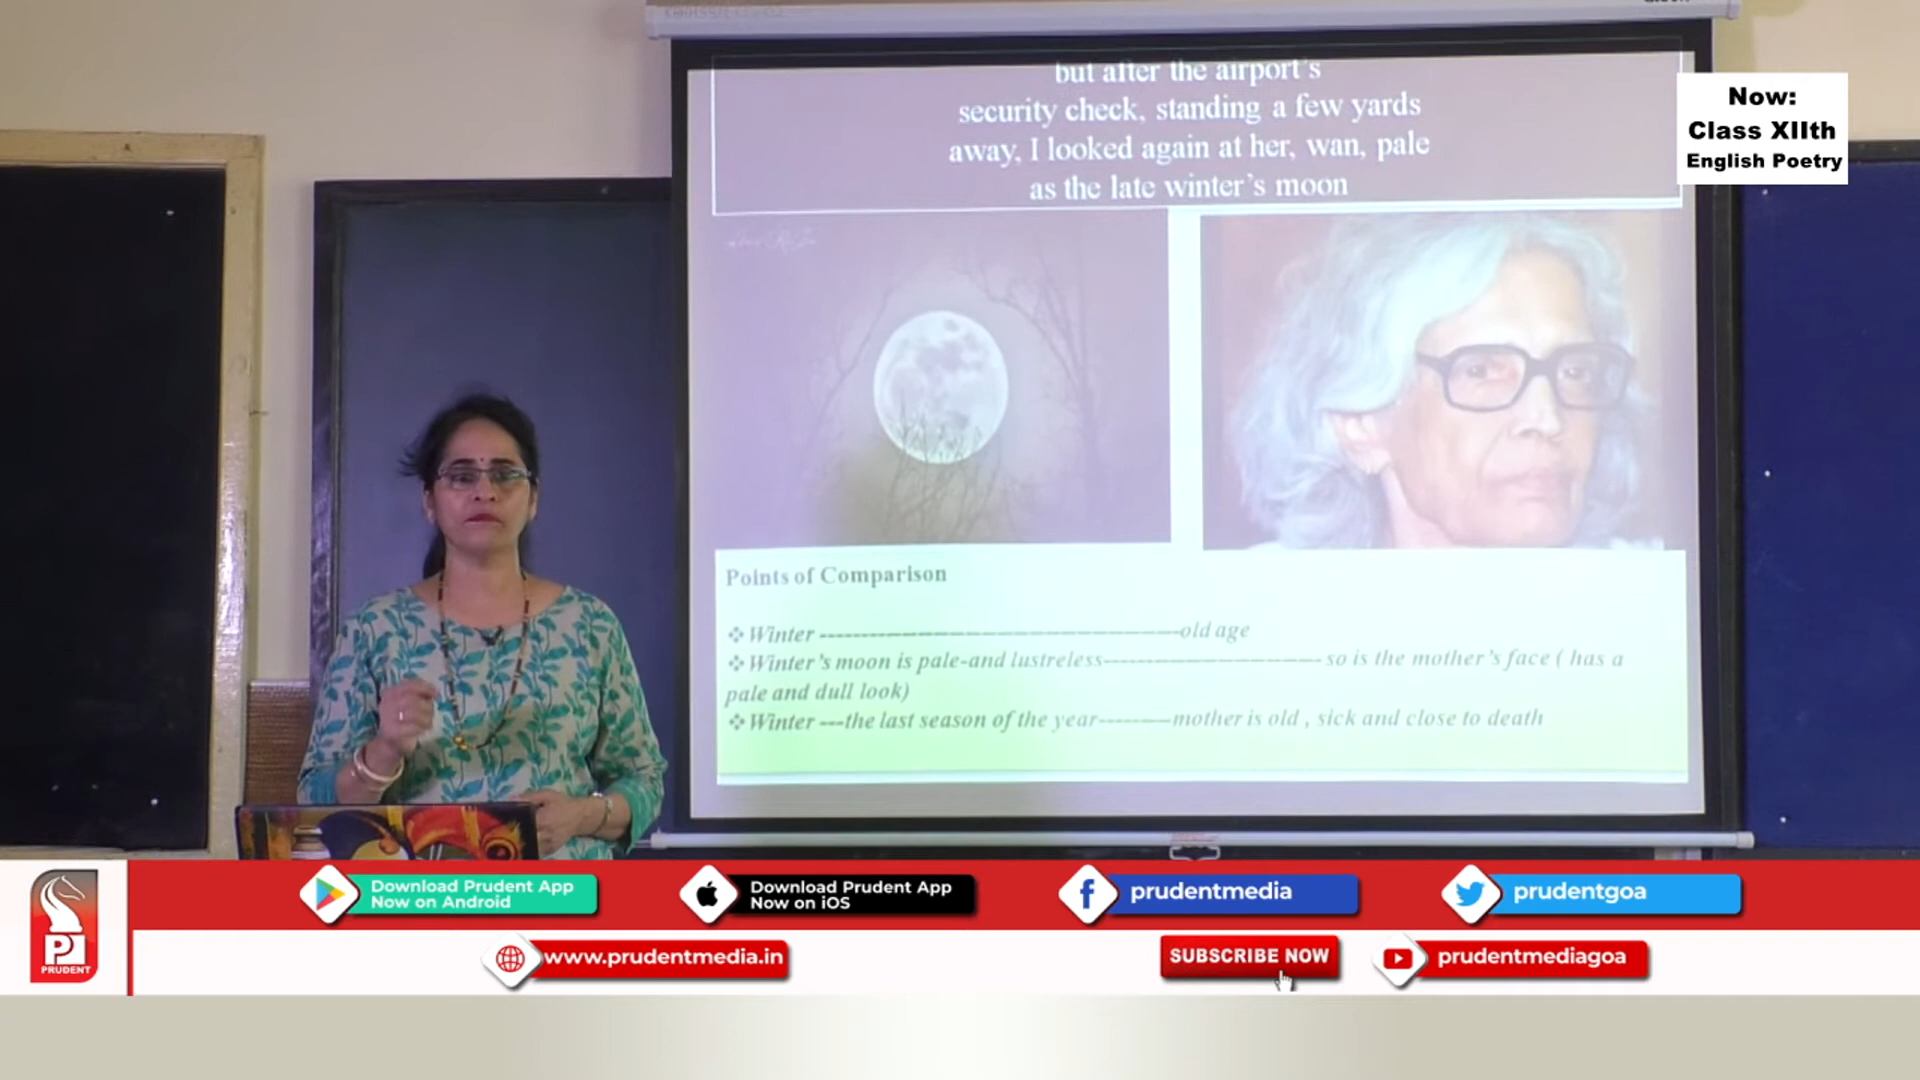 but after the airport's
security check, standing a few yards
away, I looked again at her, wan, pale
as the late winter's moon
Now:
Class XIIth
English Poetry
Points of Comparison
❖ Winter ------------------------------------old age
❖ Winter's moon is pale-and lustreless---------------------- so is the mother's face ( has a
pale and dull look)
❖ Winter ---the last season of the year-------mother is old , sick and close to death
Download Prudent App
Now on Android
Download Prudent App
Now on iOS
prudentmedia
prudentgoa
PRUDENT
www.prudentmedia.in
SUBSCRIBE NOW
prudentmediagoa